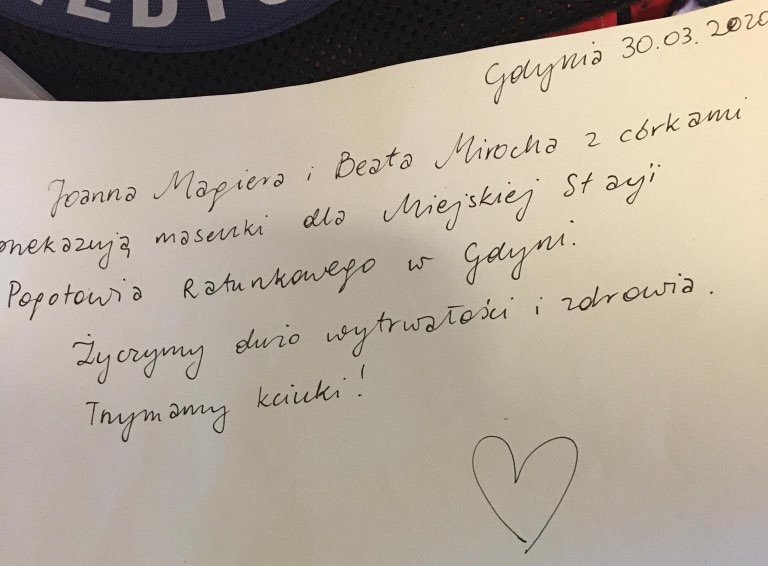 EDYC
Gdynia 30.03.2020
Joanna Magiera i Beata Mirocha z córkami
przekazują maseczki dla Miejskiej Stacji
Pogotowia Ratunkowego w Gdyni.
Życzymy dużo wytrwałości i zdrowia.
Trzymamy kciuki!